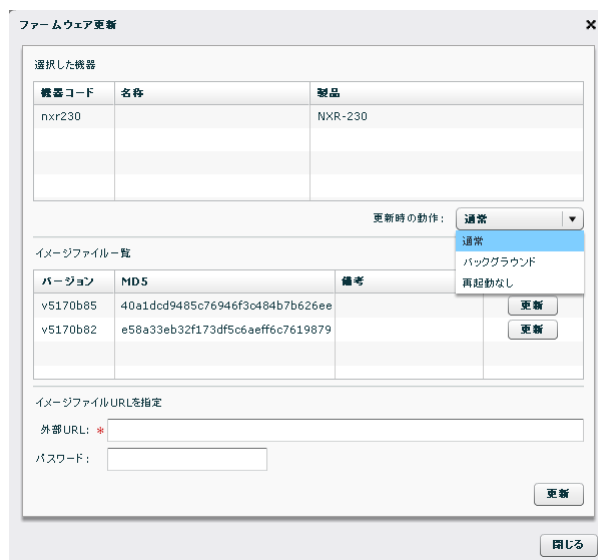 ファームウェア更新
選択した機器
機器コード 名称 製品
nxr230 NXR-230
更新時の動作: 通常
通常
バックグラウンド
再起動なし
イメージファイル一覧
バージョン MD5 備考
v5170b85 40a1dcd9485c76946f3c484b7b626ee 更新
v5170b82 e58a33eb32f173df5c6aeff6c7619879 更新
イメージファイルURLを指定
外部URL: *
パスワード:
更新
閉じる